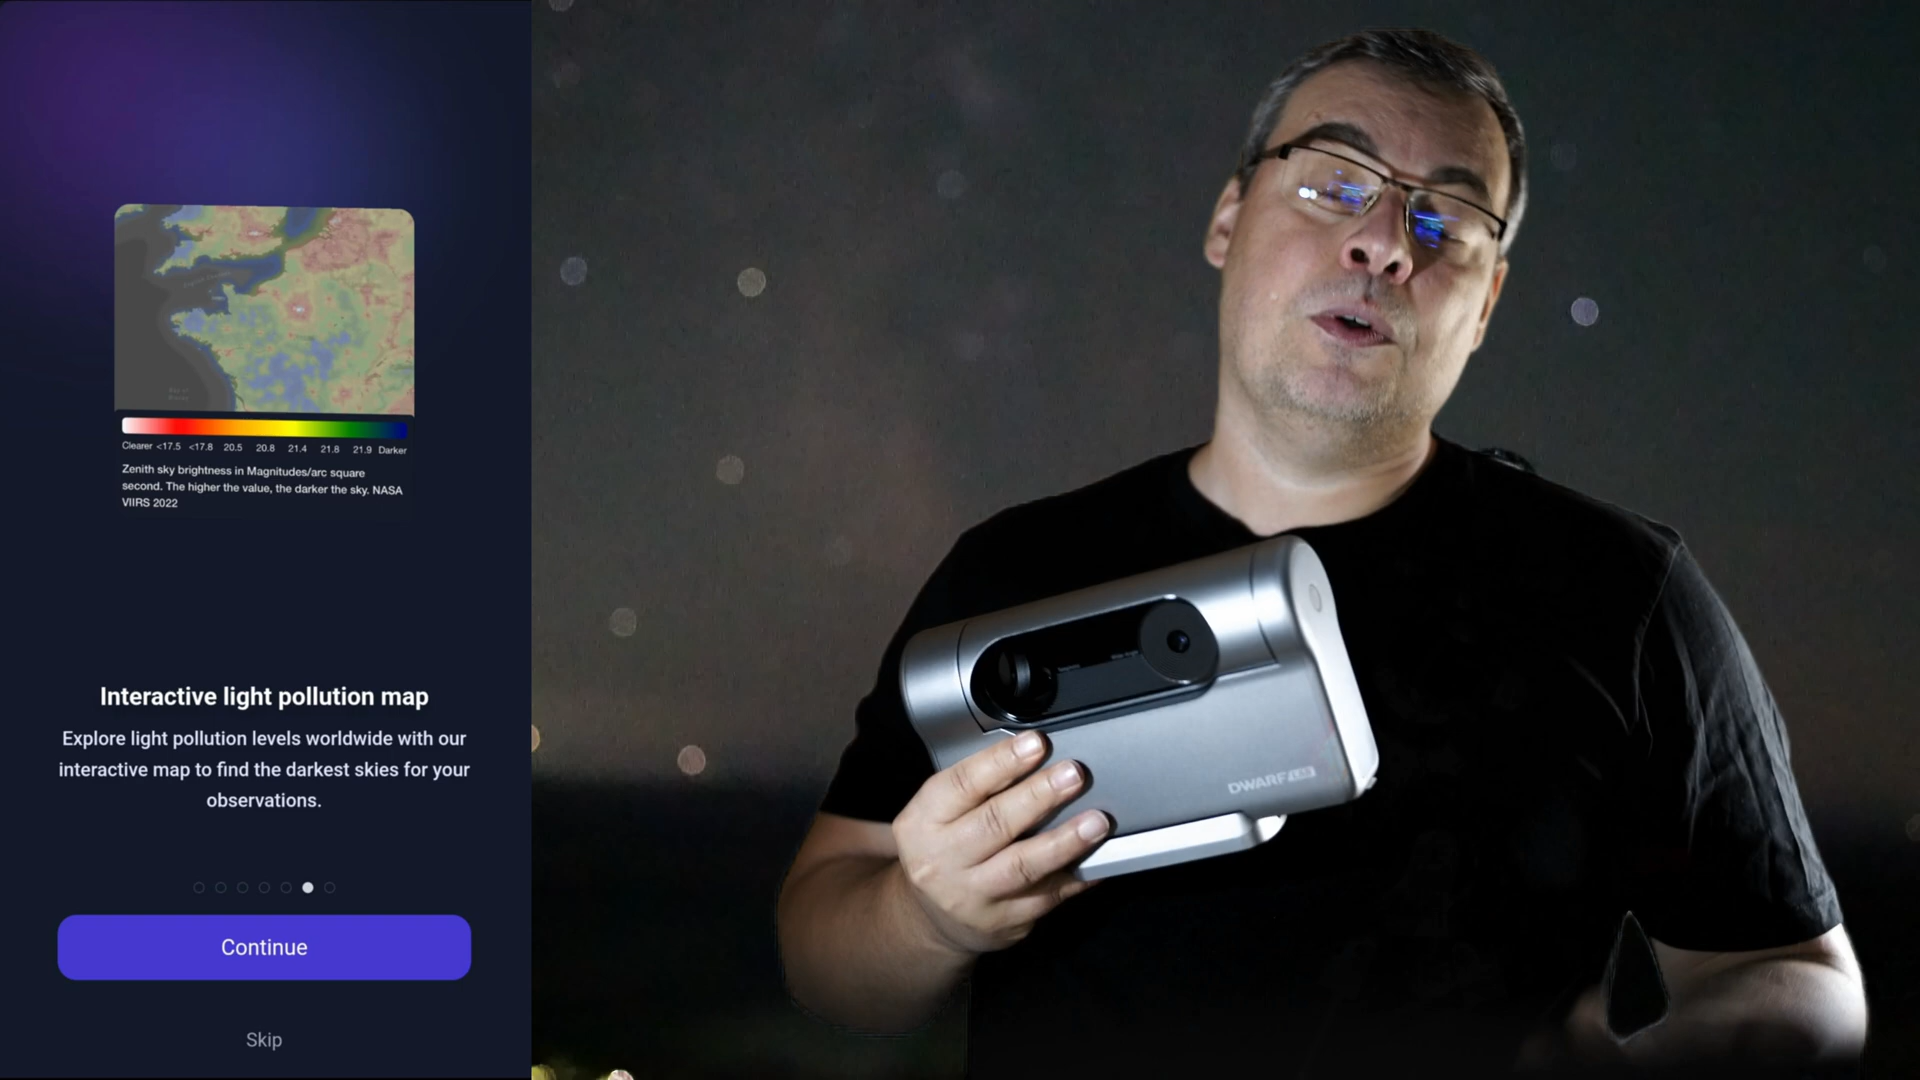 Clearer <17.5 <17.8 20.5 20.8 21.4 21.8 21.9 Darker
Zenith sky brightness in Magnitudes/arc square
second. The higher the value, the darker the sky. NASA
VIIRS 2022
Interactive light pollution map
Explore light pollution levels worldwide with our
interactive map to find the darkest skies for your
observations.
Continue
Skip
DWARFLAB